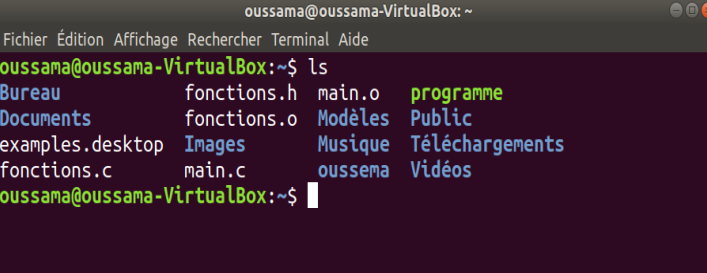 oussama@oussama-VirtualBox: ~
Fichier Édition Affichage Rechercher Terminal Aide
oussama@oussama-VirtualBox:~$ ls
Bureau fonctions.h main.o programme
Documents fonctions.o Modèles Public
examples.desktop Images Musique Téléchargements
fonctions.c main.c oussema Vidéos
oussama@oussama-VirtualBox:~$